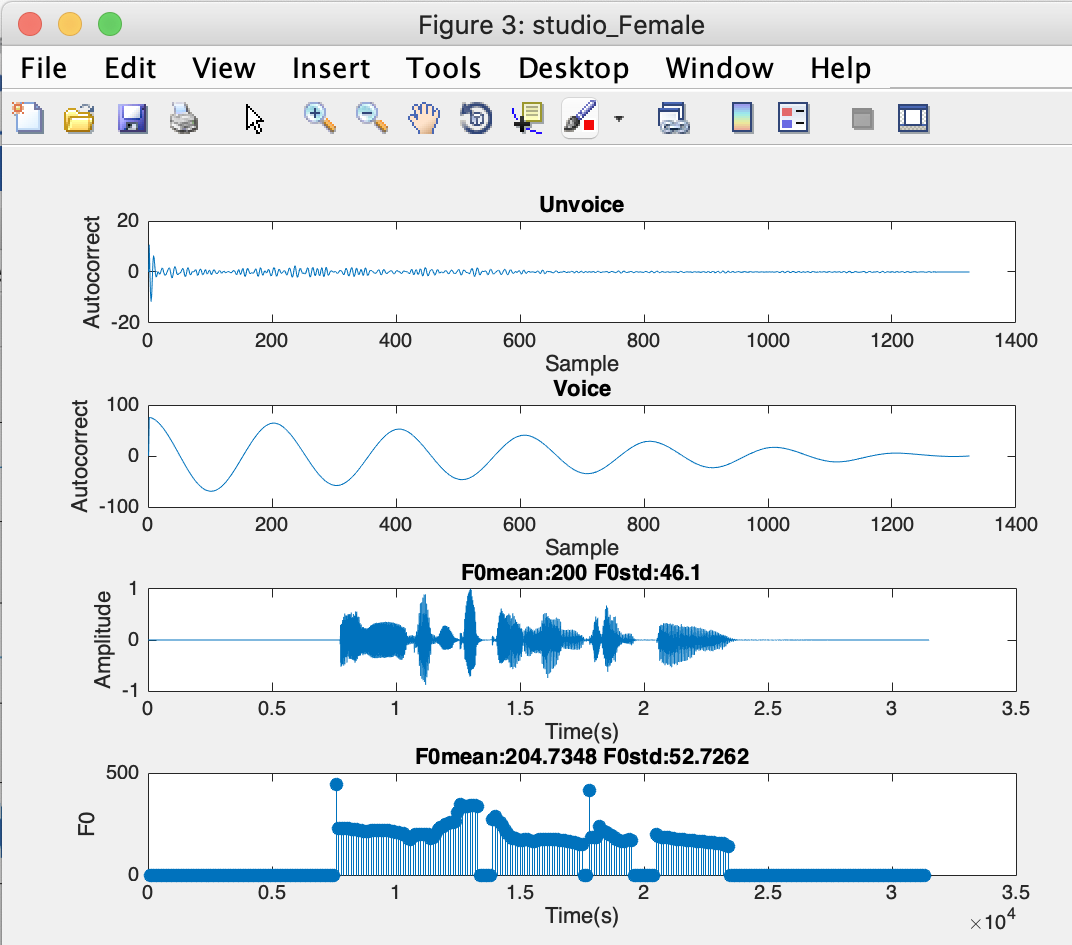 Figure 3: studio_Female
File Edit View Insert Tools Desktop Window Help
Unvoice
Autocorrect
20
0
-20
0 200 400 600 800 1000 1200 1400
Sample
Voice
Autocorrect
100
0
-100
0 200 400 600 800 1000 1200 1400
Sample
F0mean:200 F0std:46.1
Amplitude
1
0
-1
0 0.5 1 1.5 2 2.5 3 3.5
Time(s)
F0mean:204.7348 F0std:52.7262
F0
500
0
0 0.5 1 1.5 2 2.5 3 3.5
Time(s)
×10⁴